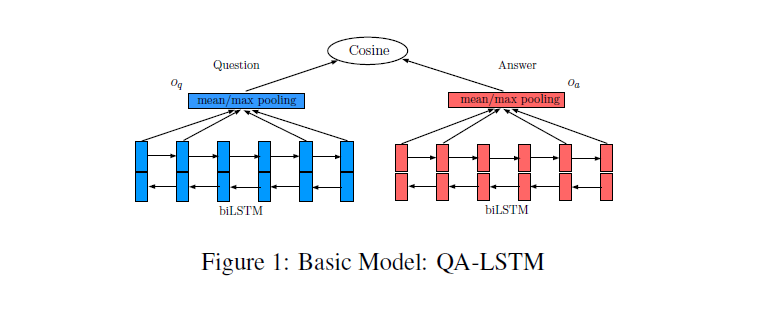 Cosine
Question
Answer
o_q
mean/max pooling
mean/max pooling
o_a
biLSTM
biLSTM
Figure 1: Basic Model: QA-LSTM